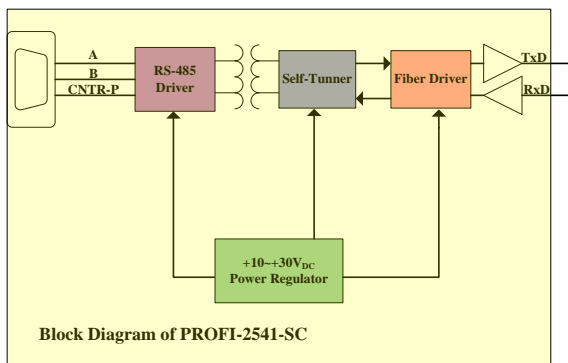 A
B
CNTR-P
RS-485
Driver
Self-Tunner
Fiber Driver
TxD
RxD
+10~+30VDC
Power Regulator
Block Diagram of PROFI-2541-SC